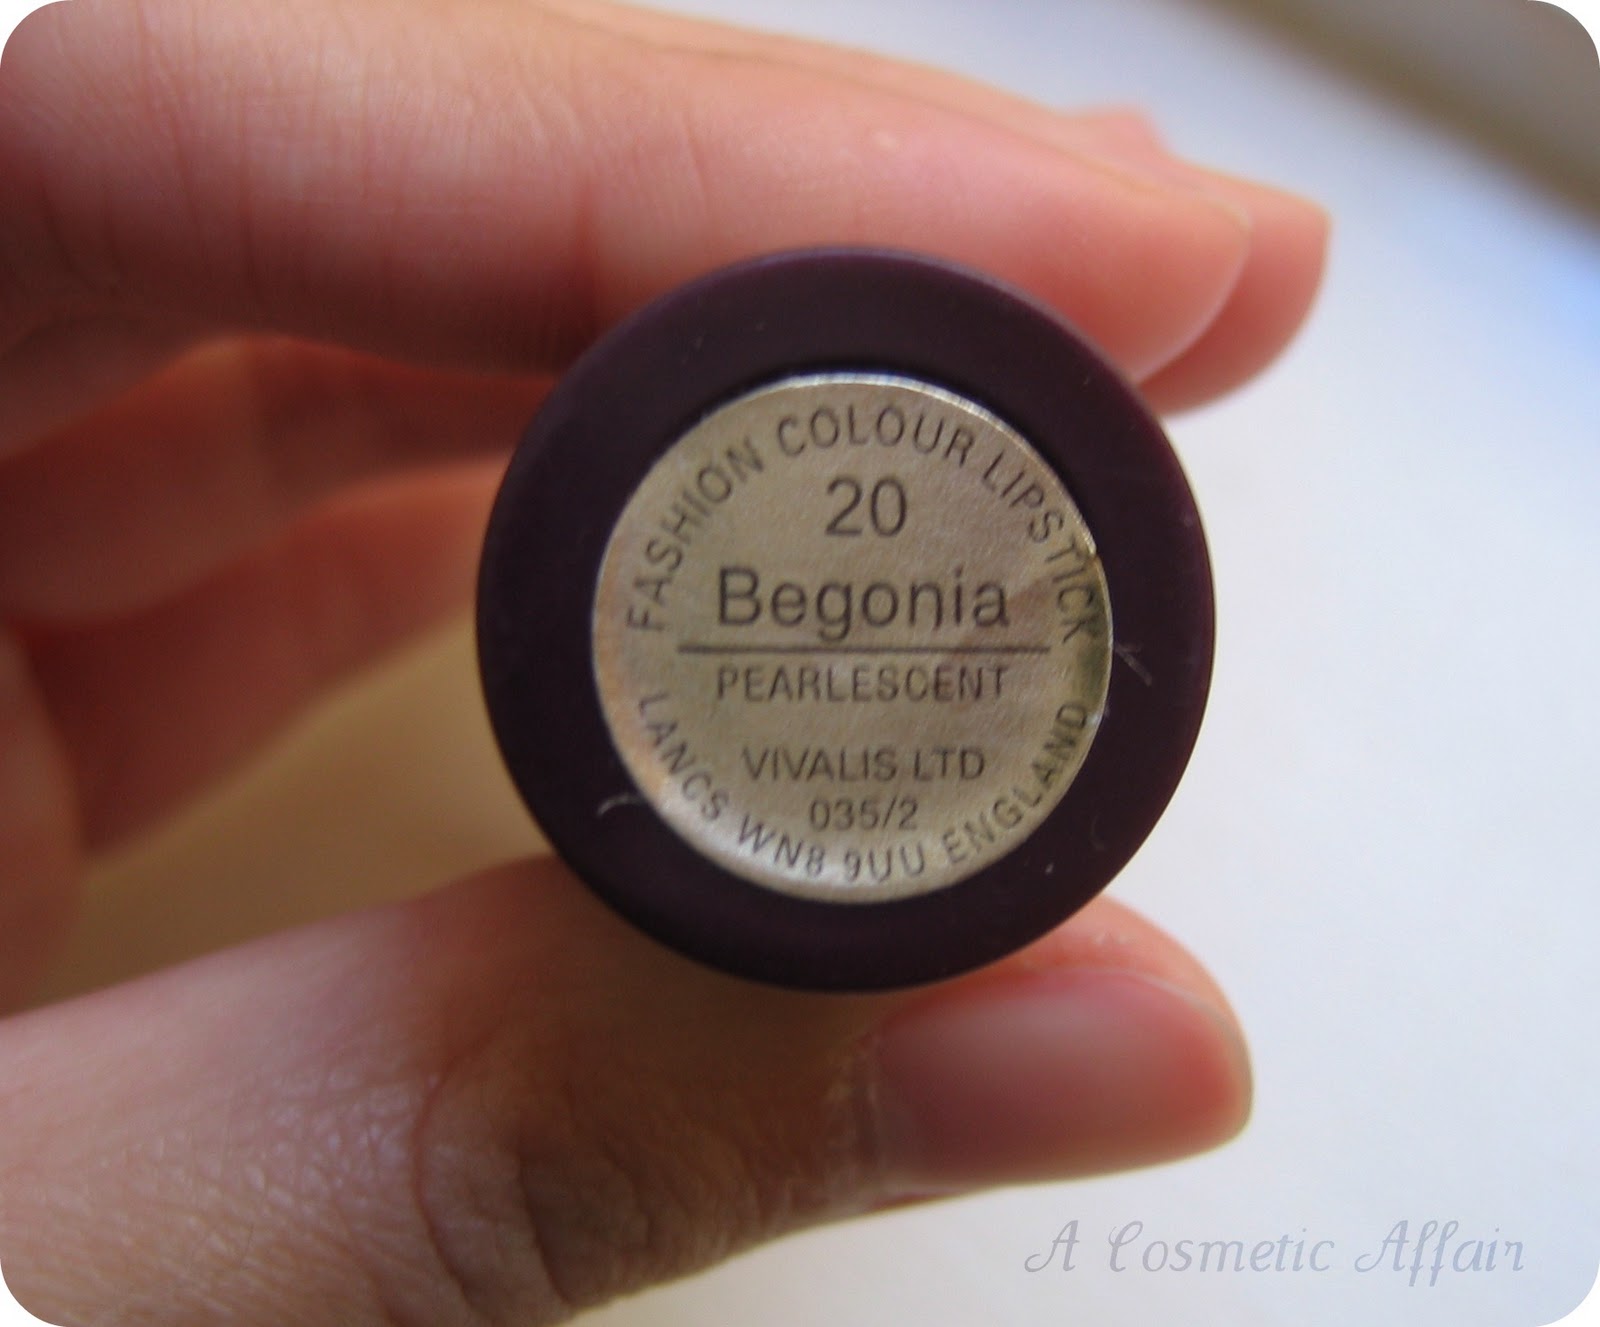 FASHION COLOUR LIPSTICK
20
Begonia
PEARLESCENT
VIVALIS LTD
035/2
LANCS WN8 9UU ENGLAND
A Cosmetic Affair